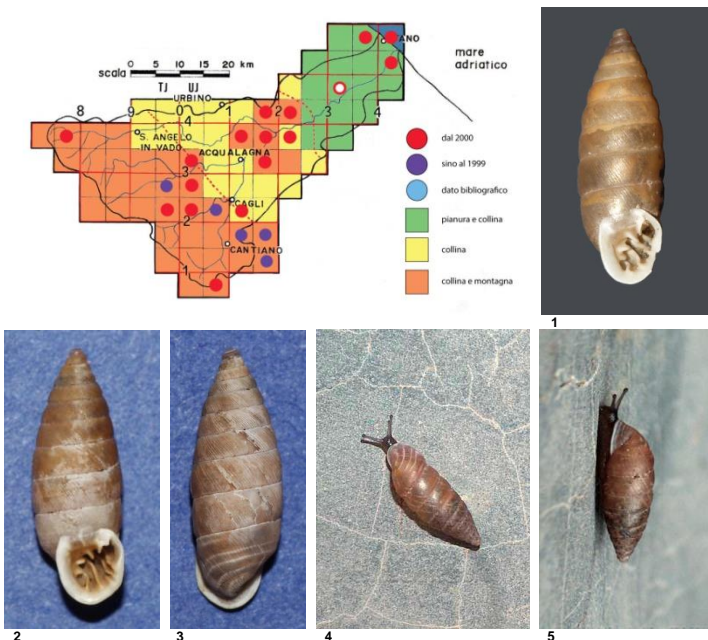 FANO
mare
adriatico
km
scala 0 5 10 15 20
TJ UJ
URBINO
8 9 0 1 2 3 4
4
S. ANGELO
IN VADO
ACQUALAGNA
3
CAGLI
2
CANTIANO
1
dal 2000
sino al 1999
dato bibliografico
pianura e collina
collina
collina e montagna
1
2
3
4
5